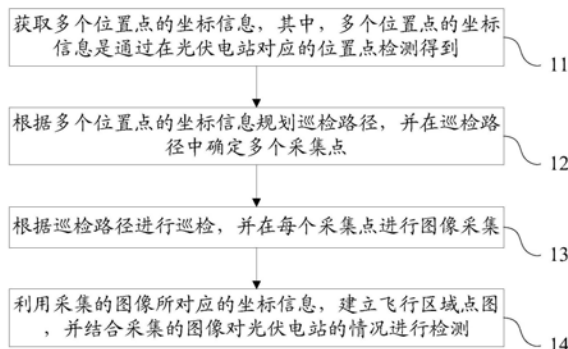 获取多个位置点的坐标信息,其中,多个位置点的坐标
信息是通过在光伏电站对应的位置点检测得到
11
根据多个位置点的坐标信息规划巡检路径,并在巡检路
径中确定多个采集点
12
根据巡检路径进行巡检,并在每个采集点进行图像采集
13
利用采集的图像所对应的坐标信息,建立飞行区域点图
,并结合采集的图像对光伏电站的情况进行检测
14